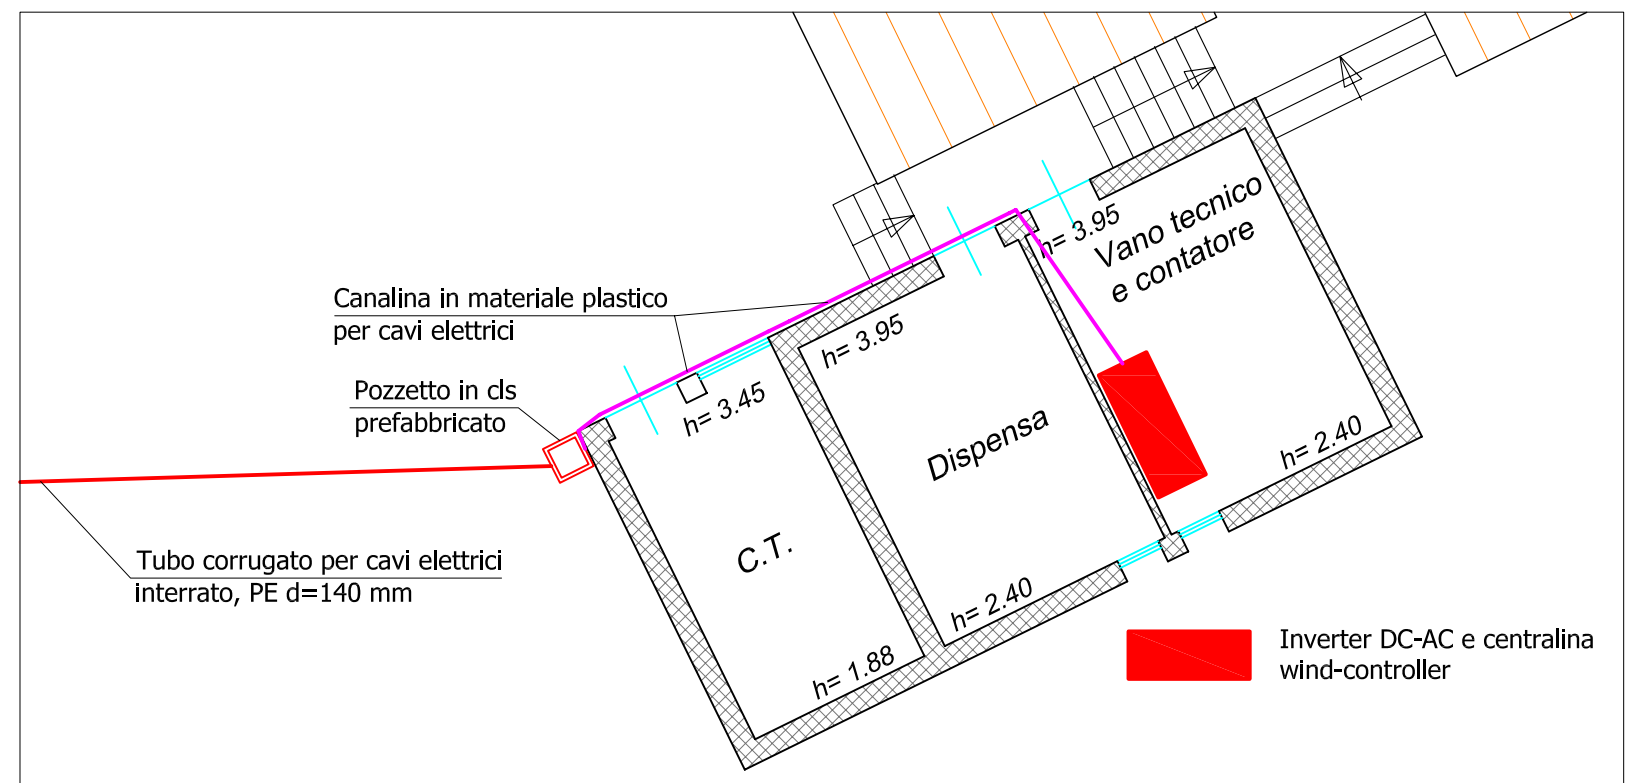 Vano tecnico
e contatore
h= 3.95
Canalina in materiale plastico
per cavi elettrici
h= 3.95
Pozzetto in cls
prefabbricato
h= 3.45
Dispensa
h= 2.40
C.T.
Tubo corrugato per cavi elettrici
interrato, PE d=140 mm
h= 2.40
h= 1.88
Inverter DC-AC e centralina
wind-controller